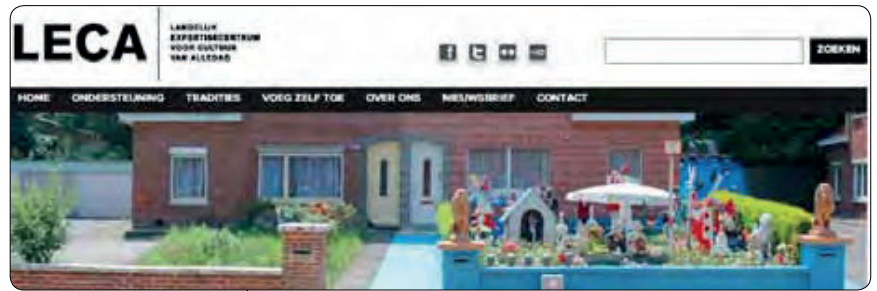 LECA
LANDELIJK
EXPERTISECENTRUM
VOOR CULTUUR
VAN ALLEDAG
ZOEKEN
HOME ONDERSTEUNING TRADITIES VOEG ZELF TOE OVER ONS NIEUWSBRIEF CONTACT